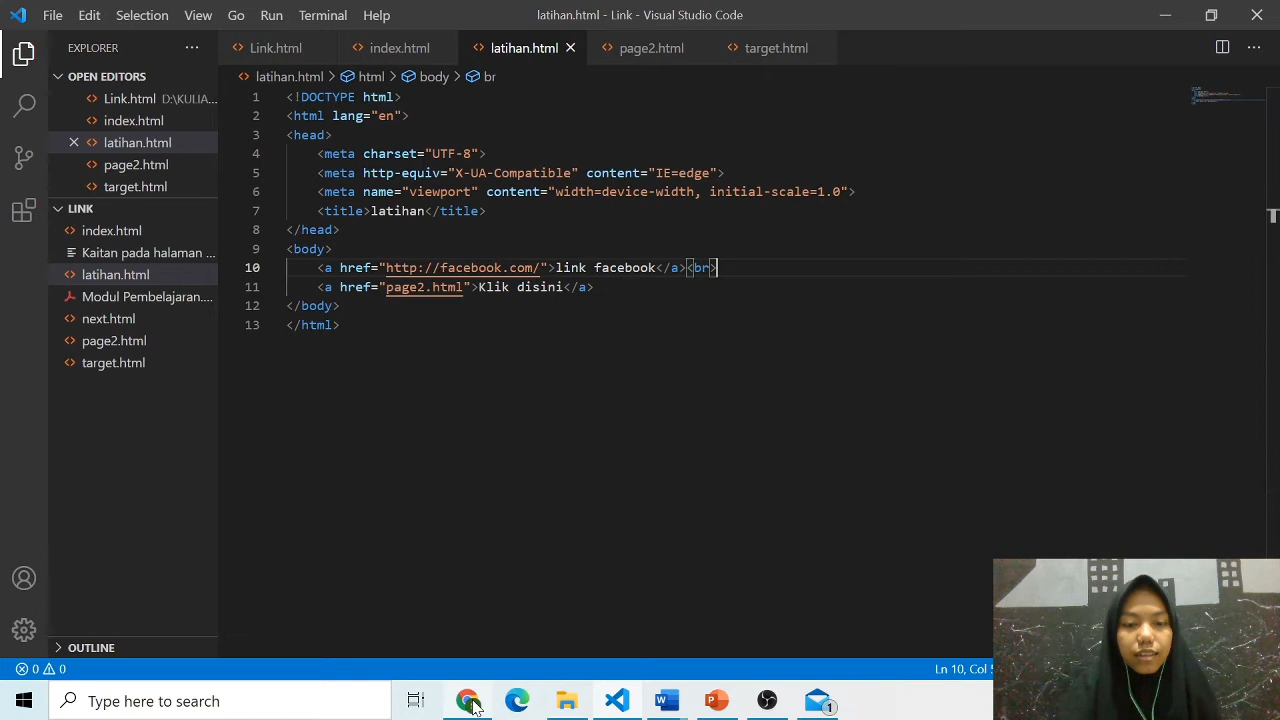 File Edit Selection View Go Run Terminal Help latihan.html - Link - Visual Studio Code
EXPLORER
Link.html index.html latihan.html page2.html target.html
OPEN EDITORS
latihan.html > html > body > br
Link.html D:\KULIA...
index.html
latihan.html
page2.html
target.html
LINK
index.html
Kaitan pada halaman
latihan.html
Modul Pembelajaran....
next.html
page2.html
target.html
OUTLINE
1 <!DOCTYPE html>
2 <html lang="en">
3 <head>
4 <meta charset="UTF-8">
5 <meta http-equiv="X-UA-Compatible" content="IE=edge">
6 <meta name="viewport" content="width=device-width, initial-scale=1.0">
7 <title>latihan</title>
8 </head>
9 <body>
10 <a href="http://facebook.com/">link facebook</a><br>
11 <a href="page2.html">Klik disini</a>
12 </body>
13 </html>
0 0
Ln 10, Col
Type here to search
1